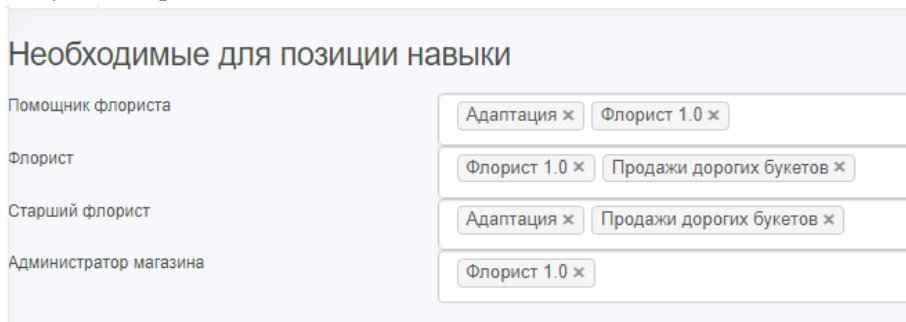 Необходимые для позиции навыки
Помощник флориста
Адаптация × Флорист 1.0 ×
Флорист
Флорист 1.0 × Продажи дорогих букетов ×
Старший флорист
Адаптация × Продажи дорогих букетов ×
Администратор магазина
Флорист 1.0 ×